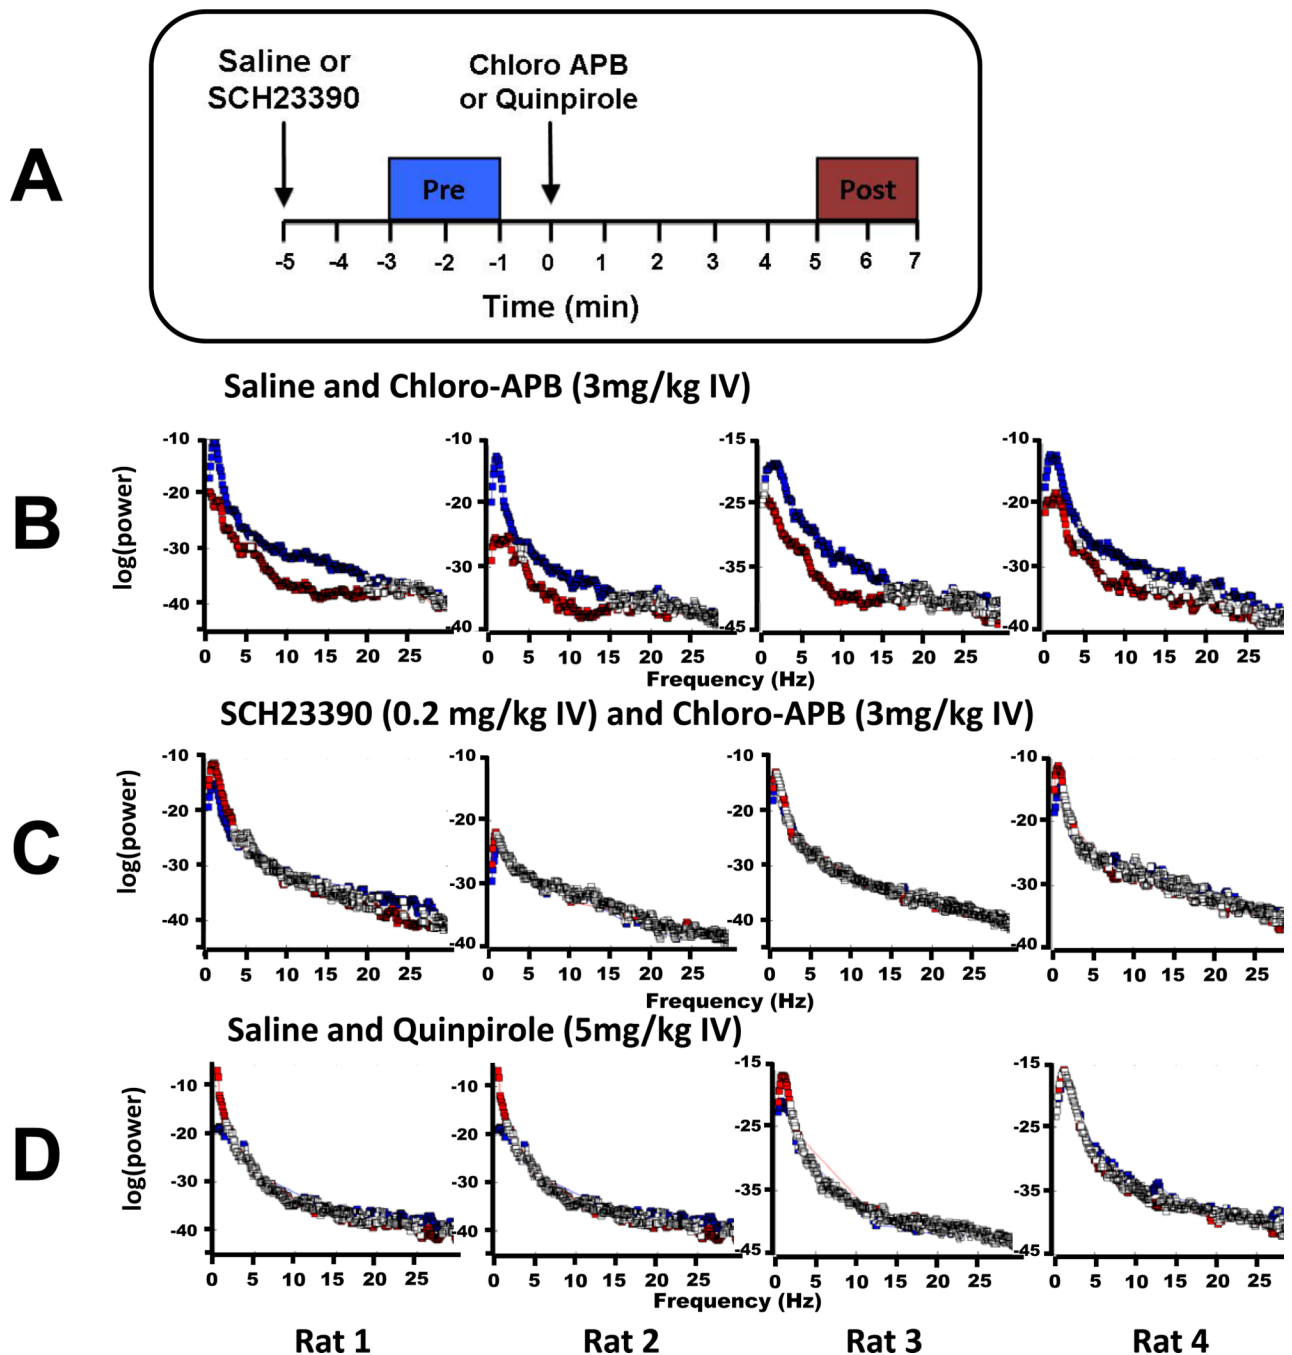 A
Saline or
SCH23390
Chloro APB
or Quinpirole
Pre
Post
-5 -4 -3 -2 -1 0 1 2 3 4 5 6 7
Time (min)
Saline and Chloro-APB (3mg/kg IV)
B
log(power)
-10 -20 -30 -40
0 5 10 15 20 25
-10 -20 -30 -40
0 5 10 15 20 25
-15 -25 -35 -45
0 5 10 15 20 25
-10 -20 -30 -40
0 5 10 15 20 25
Frequency (Hz)
SCH23390 (0.2 mg/kg IV) and Chloro-APB (3mg/kg IV)
C
log(power)
-10 -20 -30 -40
0 5 10 15 20 25
-10 -20 -30 -40
0 5 10 15 20 25
-10 -20 -30 -40
0 5 10 15 20 25
-10 -20 -30 -40
0 5 10 15 20 25
Frequency (Hz)
Saline and Quinpirole (5mg/kg IV)
D
log(power)
-10 -20 -30 -40
0 5 10 15 20 25
-10 -20 -30 -40
0 5 10 15 20 25
-15 -25 -35 -45
0 5 10 15 20 25
-15 -25 -35 -45
0 5 10 15 20 25
Frequency (Hz)
Rat 1 Rat 2 Rat 3 Rat 4